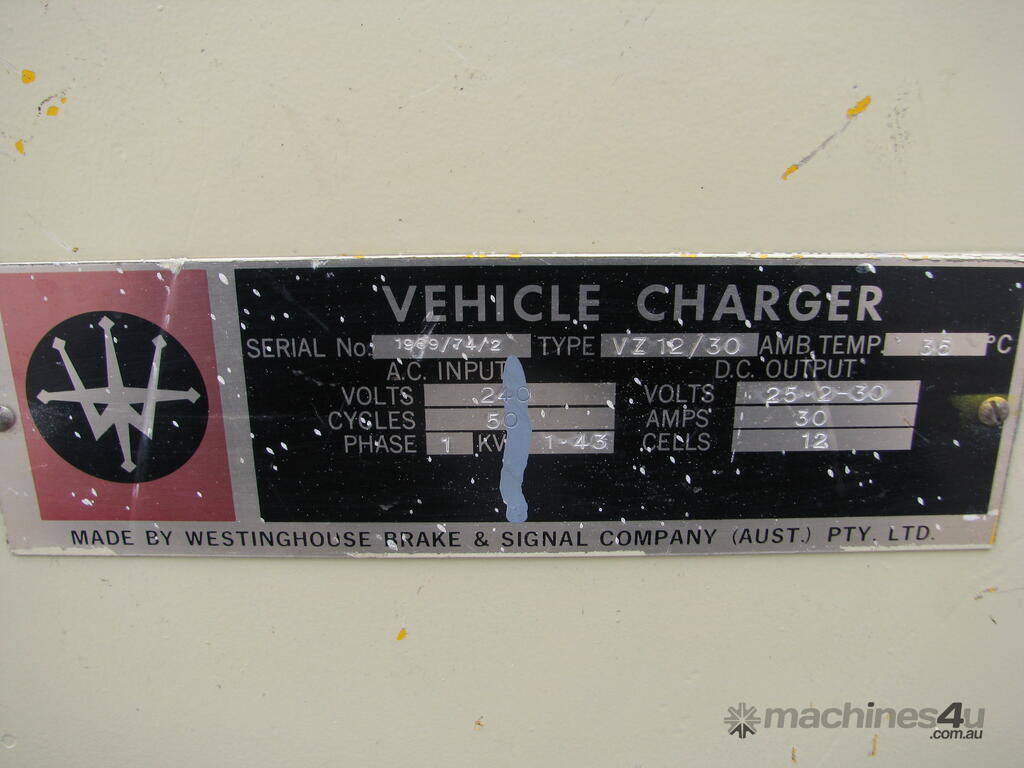 VEHICLE CHARGER
SERIAL No. 1969/74/2 TYPE VZ 12/30 AMB. TEMP. 35 °C
A.C. INPUT D.C. OUTPUT
VOLTS 240 VOLTS 25·2-30
CYCLES 50 AMPS 30
PHASE 1 KV 1·43 CELLS 12
MADE BY WESTINGHOUSE BRAKE & SIGNAL COMPANY (AUST.) PTY. LTD.
machines4u
.com.au